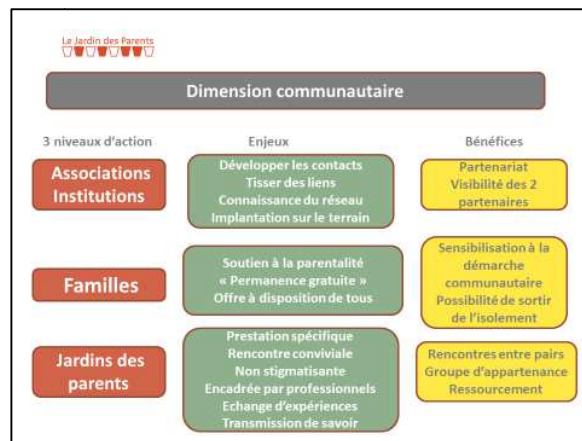 Le Jardin des Parents
Dimension communautaire
3 niveaux d'action
Enjeux
Bénéfices
Associations
Institutions
Développer les contacts
Tisser des liens
Connaissance du réseau
Implantation sur le terrain
Partenariat
Visibilité des 2
partenaires
Familles
Soutien à la parentalité
« Permanence gratuite »
Offre à disposition de tous
Sensibilisation à la
démarche
communautaire
Possibilité de sortir
de l'isolement
Jardins des
parents
Prestation spécifique
Rencontre conviviale
Non stigmatisante
Encadrée par professionnels
Echange d'expériences
Transmission de savoir
Rencontres entre pairs
Groupe d'appartenance
Ressourcement